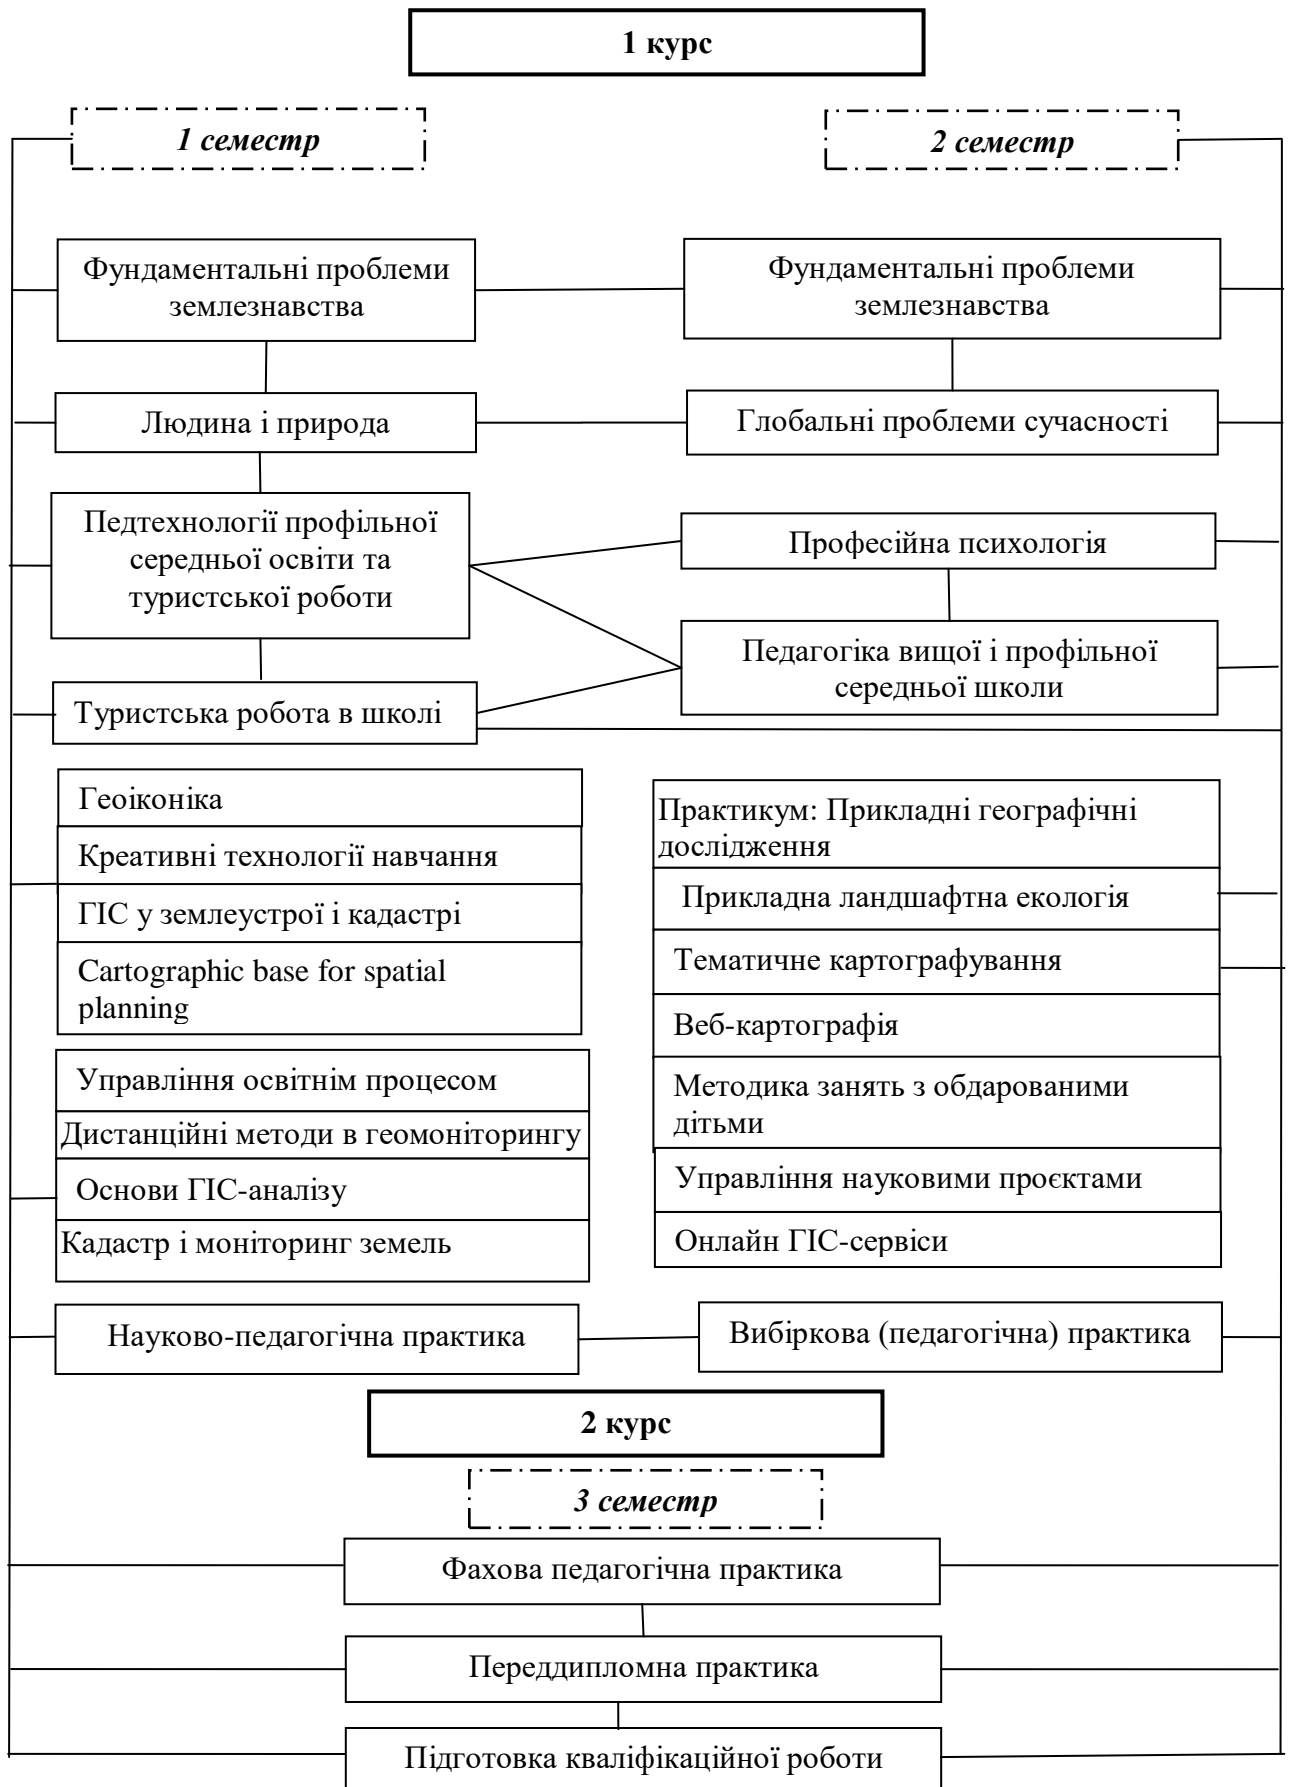 1 курс
1 семестр
2 семестр
Фундаментальні проблеми
землезнавства
Фундаментальні проблеми
землезнавства
Людина і природа
Глобальні проблеми сучасності
Педтехнології профільної
середньої освіти та
туристської роботи
Професійна психологія
Педагогіка вищої і профільної
середньої школи
Туристська робота в школі
Геоіконіка
Креативні технології навчання
ГІС у землеустрої і кадастрі
Cartographic base for spatial
planning
Практикум: Прикладні географічні
дослідження
Прикладна ландшафтна екологія
Тематичне картографування
Веб-картографія
Методика занять з обдарованими
дітьми
Управління науковими проєктами
Онлайн ГІС-сервіси
Управління освітнім процесом
Дистанційні методи в геомоніторингу
Основи ГІС-аналізу
Кадастр і моніторинг земель
Науково-педагогічна практика
Вибіркова (педагогічна) практика
2 курс
3 семестр
Фахова педагогічна практика
Переддипломна практика
Підготовка кваліфікаційної роботи